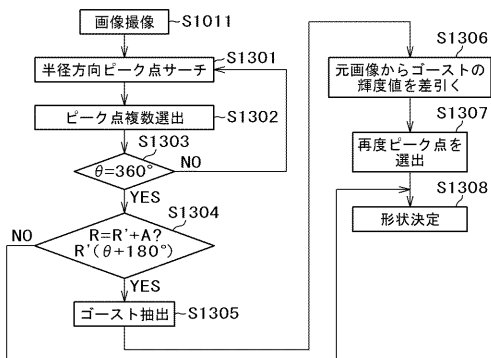 画像撮像
S1011
半径方向ピーク点サーチ
S1301
ピーク点複数選出
S1302
S1303
θ=360°
NO
YES
S1304
NO
R=R'+A?
R'(θ+180°)
YES
ゴースト抽出
S1305
S1306
元画像からゴーストの
輝度値を差引く
S1307
再度ピーク点を
選出
S1308
形状決定